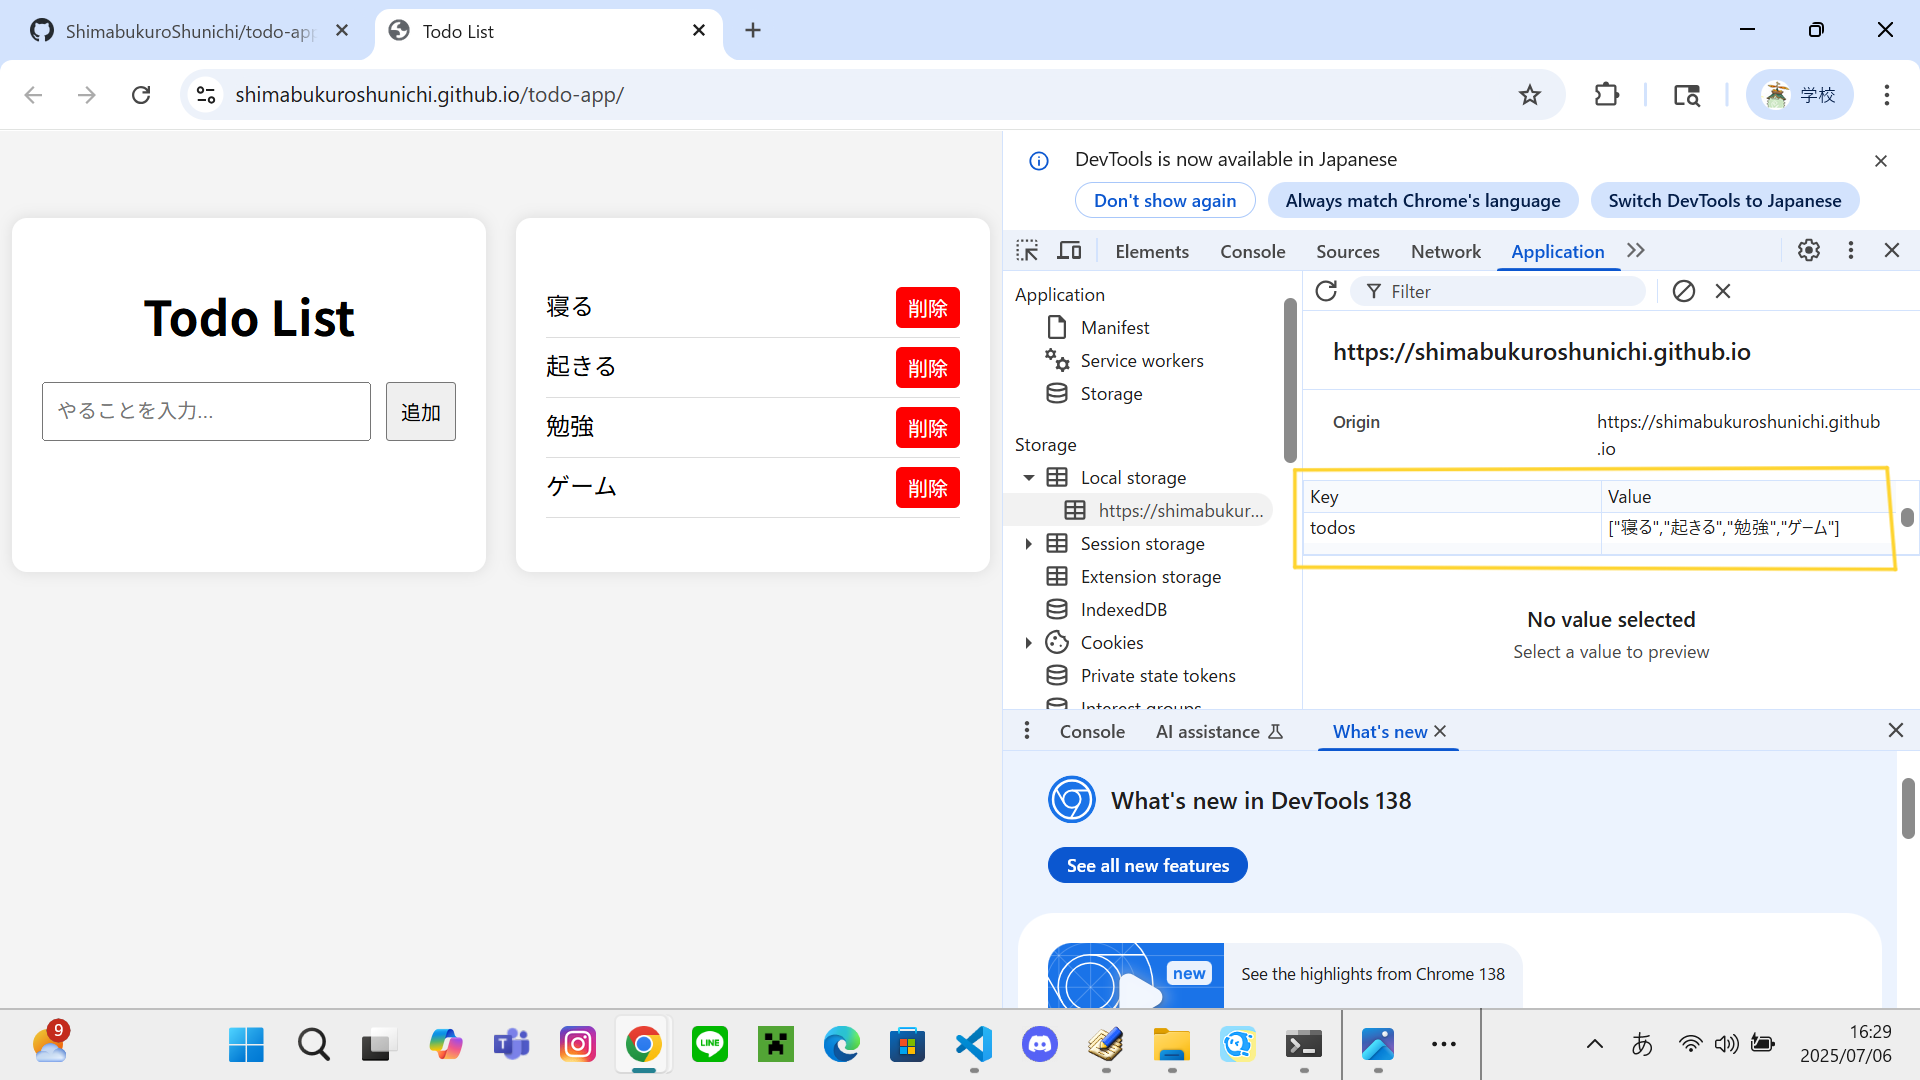 ShimabukuroShunichi/todo-app
Todo List
shimabukuroshunichi.github.io/todo-app/
学校
Todo List
やることを入力...
追加
寝る
削除
起きる
削除
勉強
削除
ゲーム
削除
DevTools is now available in Japanese
Don't show again
Always match Chrome's language
Switch DevTools to Japanese
Elements
Console
Sources
Network
Application
Application
Manifest
Service workers
Storage
Storage
Local storage
https://shimabukur...
Session storage
Extension storage
IndexedDB
Cookies
Private state tokens
Interest groups
Filter
https://shimabukuroshunichi.github.io
Origin
https://shimabukuroshunichi.github
.io
Key
Value
todos
["寝る","起きる","勉強","ゲーム"]
No value selected
Select a value to preview
Console
AI assistance
What's new
What's new in DevTools 138
See all new features
new
See the highlights from Chrome 138
9
LINE
あ
16:29
2025/07/06